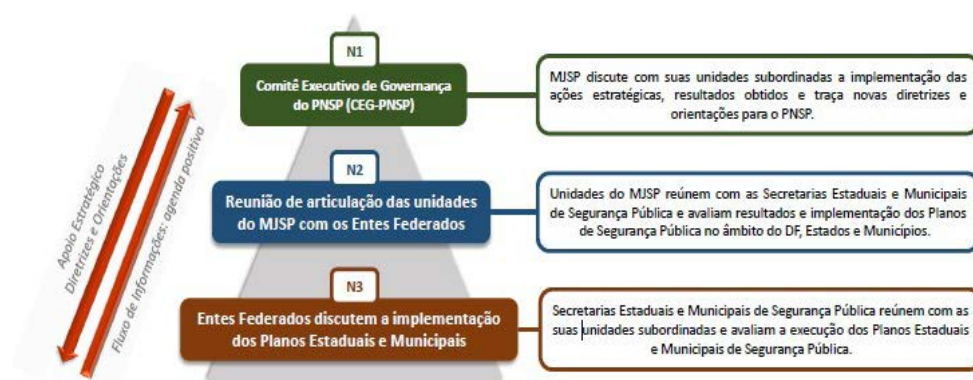 N1
Comitê Executivo de Governança
do PNSP (CEG-PNSP)
MJSP discute com suas unidades subordinadas a implementação das
ações estratégicas, resultados obtidos e traça novas diretrizes e
orientações para o PNSP.
N2
Reunião de articulação das unidades
do MJSP com os Entes Federados
Unidades do MJSP reúnem com as Secretarias Estaduais e Municipais
de Segurança Pública e avaliam resultados e implementação dos Planos
de Segurança Pública no âmbito do DF, Estados e Municípios.
N3
Entes Federados discutem a implementação
dos Planos Estaduais e Municipais
Secretarias Estaduais e Municipais de Segurança Pública reúnem com as
suas unidades subordinadas e avaliam a execução dos Planos Estaduais
e Municipais de Segurança Pública.
Apoio Estratégico
Diretrizes e Orientações
Fluxo de Informações: agenda positiva